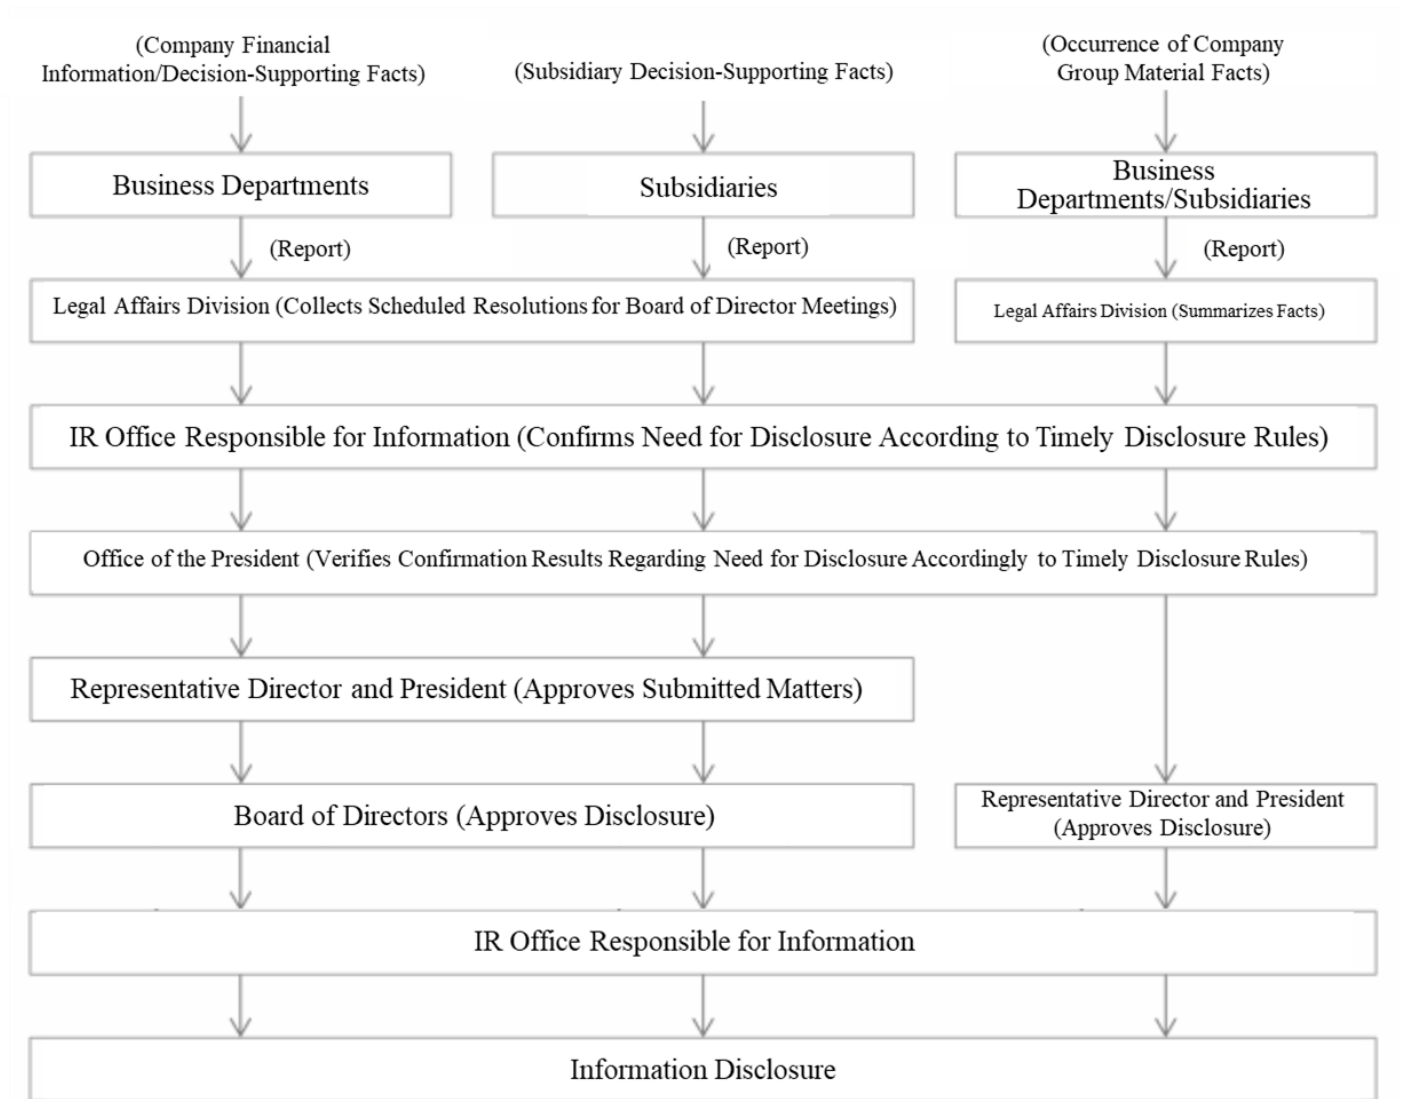 (Company Financial
Information/Decision-Supporting Facts)
(Subsidiary Decision-Supporting Facts)
(Occurrence of Company
Group Material Facts)
Business Departments
Subsidiaries
Business
Departments/Subsidiaries
(Report)
(Report)
(Report)
Legal Affairs Division (Collects Scheduled Resolutions for Board of Director Meetings)
Legal Affairs Division (Summarizes Facts)
IR Office Responsible for Information (Confirms Need for Disclosure According to Timely Disclosure Rules)
Office of the President (Verifies Confirmation Results Regarding Need for Disclosure Accordingly to Timely Disclosure Rules)
Representative Director and President (Approves Submitted Matters)
Board of Directors (Approves Disclosure)
Representative Director and President
(Approves Disclosure)
IR Office Responsible for Information
Information Disclosure